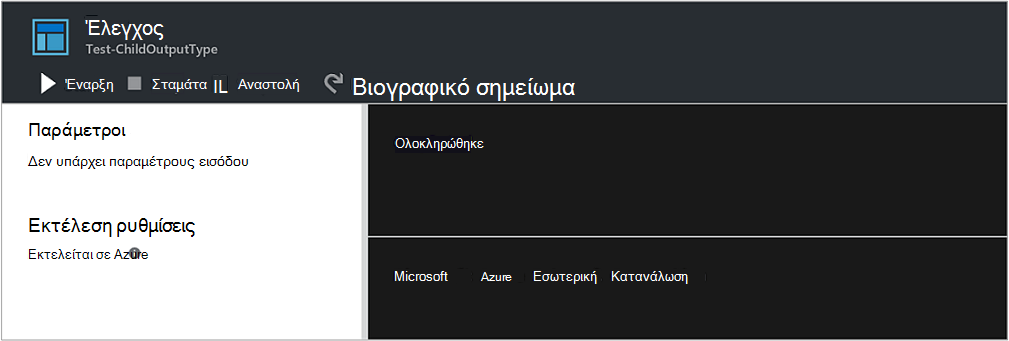 Έλεγχος
Test-ChildOutputType
Έναρξη Σταμάτα IL Αναστολή Βιογραφικό σημείωμα
Παράμετροι
Δεν υπάρχει παραμέτρους εισόδου
Εκτέλεση ρυθμίσεις
Εκτελείται σε Azure
Ολοκληρώθηκε
Microsoft Azure Εσωτερική Κατανάλωση